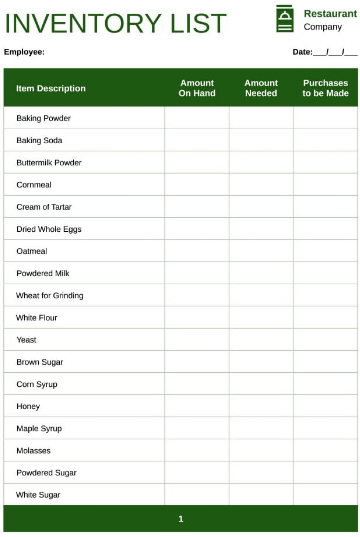 INVENTORY LIST
Restaurant
Company
Employee:
Date:___/___/___
Item Description
Amount On Hand
Amount Needed
Purchases to be Made
Baking Powder
Baking Soda
Buttermilk Powder
Cornmeal
Cream of Tartar
Dried Whole Eggs
Oatmeal
Powdered Milk
Wheat for Grinding
White Flour
Yeast
Brown Sugar
Corn Syrup
Honey
Maple Syrup
Molasses
Powdered Sugar
White Sugar
1